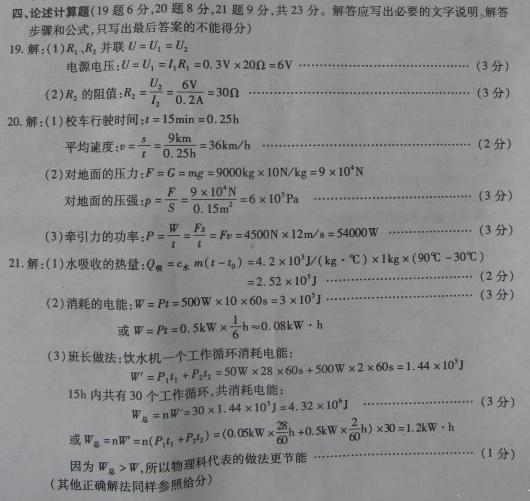 四、论述计算题(19题6分,20题8分,21题9分,共23分。解答应写出必要的文字说明、解答
步骤和公式,只写出最后答案的不能得分)
19. 解:(1)R₁、R₂ 并联 U=U₁=U₂
电源电压:U=U₁=I₁R₁=0.3V×20Ω=6V ……(3分)
(2)R₂ 的阻值:R₂=U₂/I₂=6V/0.2A=30Ω ……(3分)
20. 解:(1)校车行驶时间:t=15min=0.25h
平均速度:v=s/t=9km/0.25h=36km/h ……(2分)
(2)对地面的压力:F=G=mg=9000kg×10N/kg=9×10⁴N
对地面的压强:p=F/S=9×10⁴N/0.15m²=6×10⁵Pa ……(3分)
(3)牵引力的功率:P=W/t=Fs/t=Fv=4500N×12m/s=54000W ……(3分)
21. 解:(1)水吸收的热量:Q吸=c水 m(t-t₀)=4.2×10³J/(kg·℃)×1kg×(90℃-30℃)
=2.52×10⁵J ……(2分)
(2)消耗的电能:W=Pt=500W×10×60s=3×10⁵J ……(3分)
或 W=Pt=0.5kW×1/6h≈0.08kW·h
(3)班长做法:饮水机一个工作循环消耗电能:
W'=P₁t₁+P₂t₂=50W×28×60s+500W×2×60s=1.44×10⁵J
15h内共有30个工作循环,共消耗电能:
W总=nW'=30×1.44×10⁵J=4.32×10⁶J ……(3分)
或 W总=nW'=n(P₁t₁+P₂t₂)=(0.05kW×28/60h+0.5kW×2/60h)×30=1.2kW·h
因为 W总>W,所以物理科代表的做法更节能 ……(1分)
(其他正确解法同样参照给分)